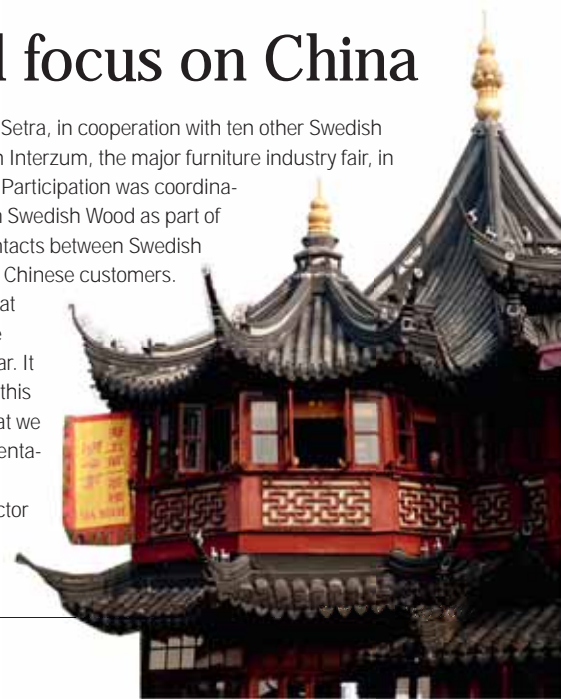 focus on China
Setra, in cooperation with ten other Swedish
n Interzum, the major furniture industry fair, in
Participation was coordina-
n Swedish Wood as part of
ntacts between Swedish
Chinese customers.
at
e
ar. It
this
at we
enta-
ctor